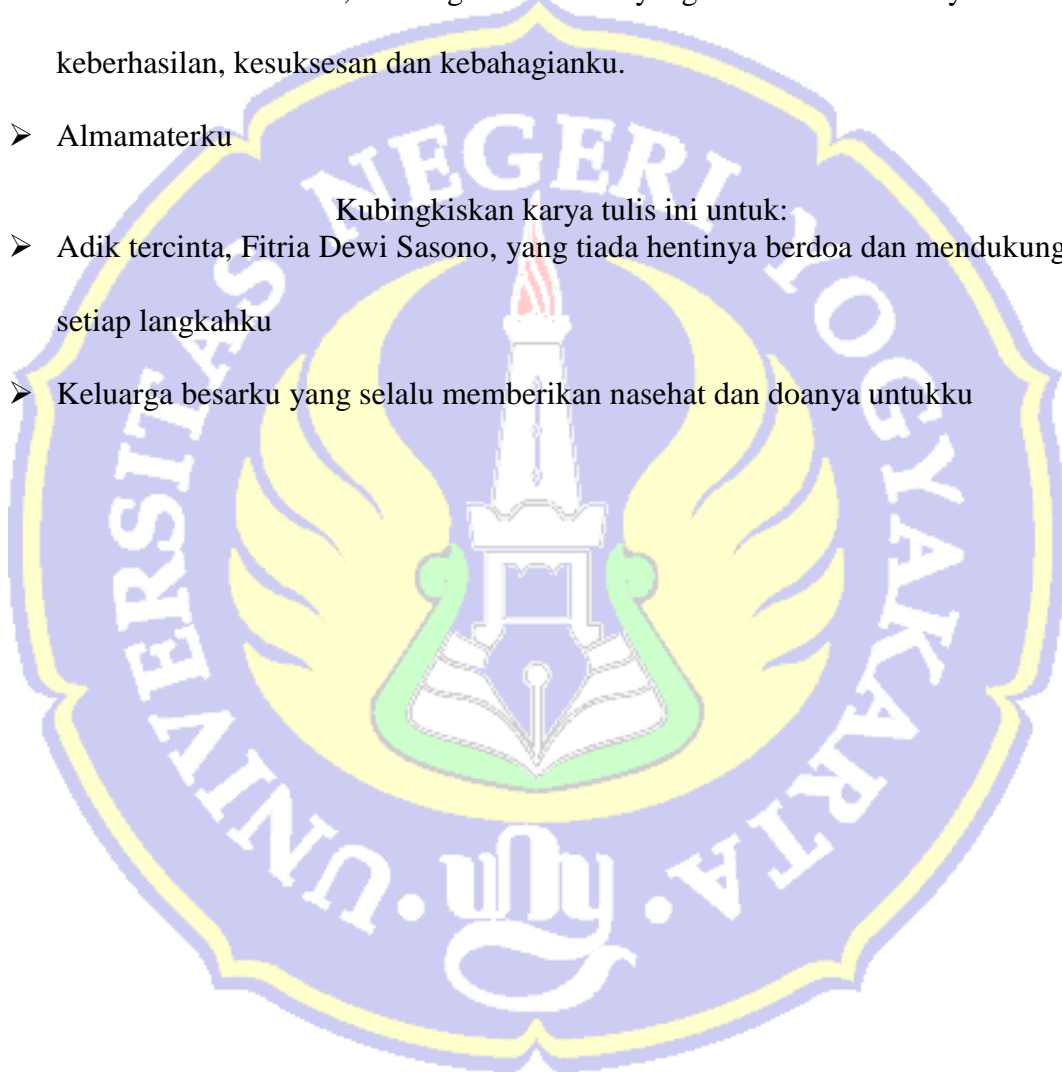 keberhasilan, kesuksesan dan kebahagianku.
➢ Almamaterku
Kubingkiskan karya tulis ini untuk:
➢ Adik tercinta, Fitria Dewi Sasono, yang tiada hentinya berdoa dan mendukung
setiap langkahku
➢ Keluarga besarku yang selalu memberikan nasehat dan doanya untukku
UNIVERSITAS NEGERI YOGYAKARTA
uny